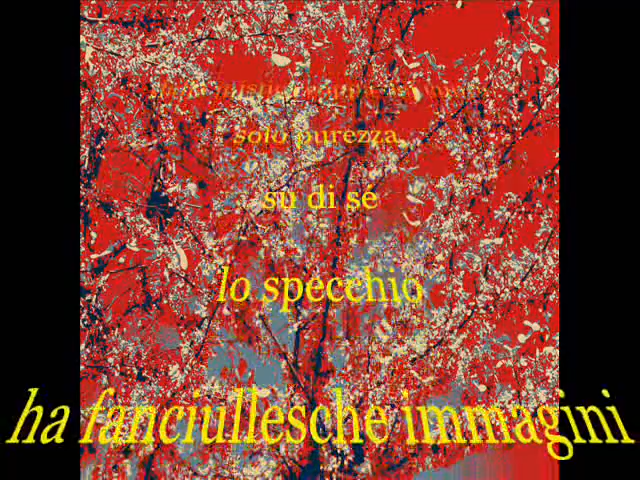 solo purezza
su di sé
lo specchio
ha fanciullesche immagini